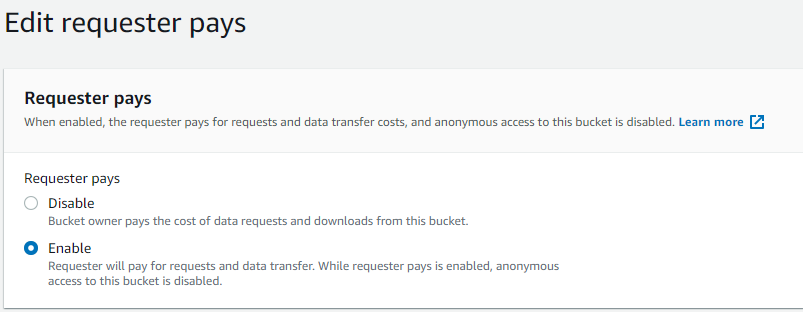 Edit requester pays
Requester pays
When enabled, the requester pays for requests and data transfer costs, and anonymous access to this bucket is disabled. Learn more
Requester pays
Disable
Bucket owner pays the cost of data requests and downloads from this bucket.
Enable
Requester will pay for requests and data transfer. While requester pays is enabled, anonymous
access to this bucket is disabled.